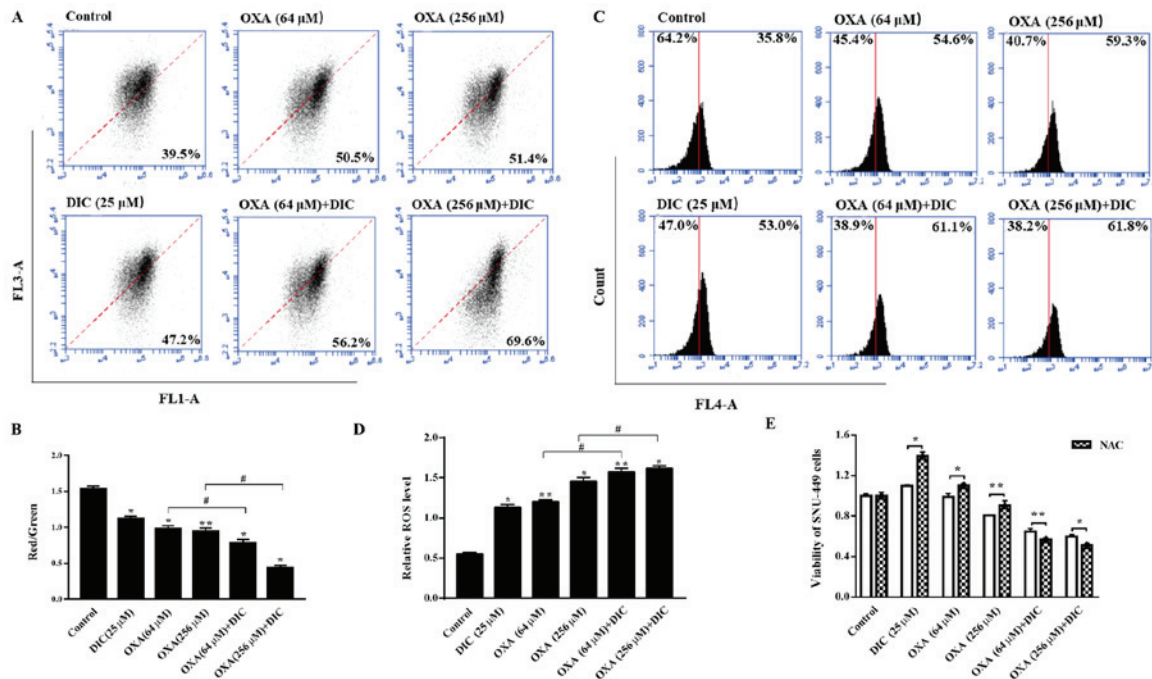 A
Control
OXA (64 μM)
OXA (256 μM)
39.5%
50.5%
51.4%
DIC (25 μM)
OXA (64 μM)+DIC
OXA (256 μM)+DIC
47.2%
56.2%
69.6%
FL3-A
FL1-A
C
Control
OXA (64 μM)
OXA (256 μM)
64.2% 35.8%
45.4% 54.6%
40.7% 59.3%
DIC (25 μM)
OXA (64 μM)+DIC
OXA (256 μM)+DIC
47.0% 53.0%
38.9% 61.1%
38.2% 61.8%
Count
FL4-A
B
Red/Green
2.0
1.5
1.0
0.5
0.0
* * ** * *
# #
Control
DIC(25 μM)
OXA(64 μM)
OXA(256 μM)
OXA(64 μM)+DIC
OXA(256 μM)+DIC
D
Relative ROS level
2.0
1.5
1.0
0.5
0.0
* ** * ** *
# #
Control
DIC (25 μM)
OXA (64 μM)
OXA (256 μM)
OXA (64 μM)+DIC
OXA (256 μM)+DIC
E
Viability of SNU-449 cells
1.6
1.2
0.8
0.4
0.0
* * ** ** *
NAC
Control
DIC (25 μM)
OXA (64 μM)
OXA (256 μM)
OXA (64 μM)+DIC
OXA (256 μM)+DIC